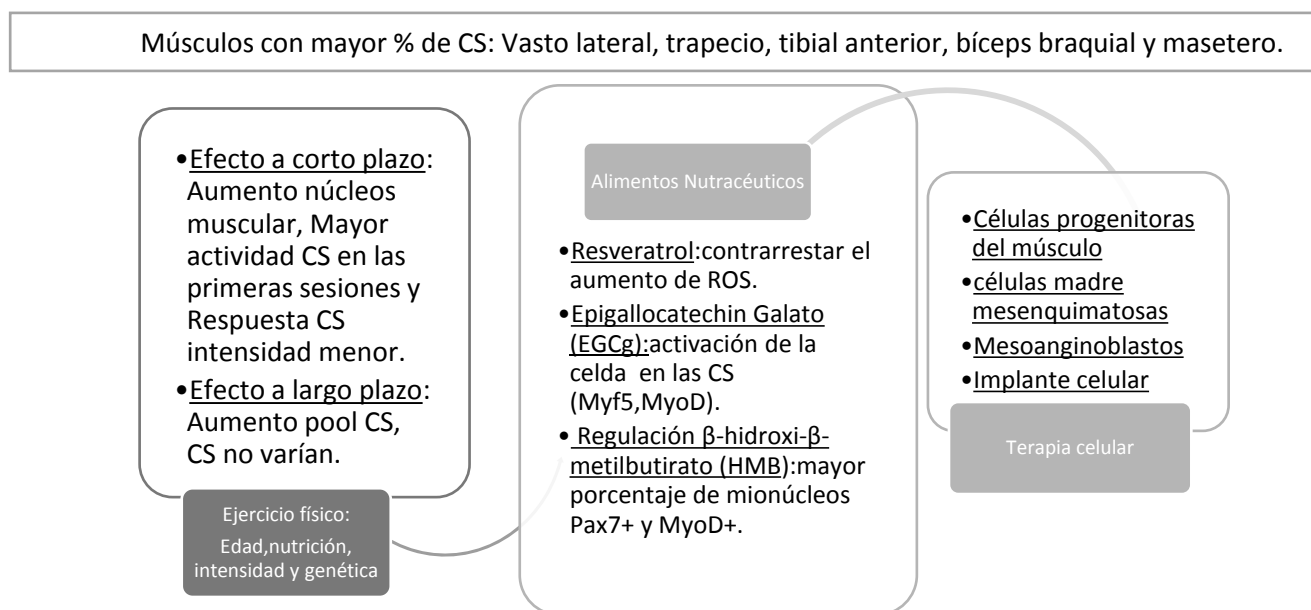 Músculos con mayor % de CS: Vasto lateral, trapecio, tibial anterior, bíceps braquial y masetero.
•Efecto a corto plazo:
Aumento núcleos
muscular, Mayor
actividad CS en las
primeras sesiones y
Respuesta CS
intensidad menor.
•Efecto a largo plazo:
Aumento pool CS,
CS no varían.
Ejercicio físico:
Edad,nutrición,
intensidad y genética
Alimentos Nutracéuticos
•Resveratrol:contrarrestar el
aumento de ROS.
•Epigallocatechin Galato
(EGCg):activación de la
celda en las CS
(Myf5,MyoD).
• Regulación β-hidroxi-β-
metilbutirato (HMB):mayor
porcentaje de mionúcleos
Pax7+ y MyoD+.
•Células progenitoras
del músculo
•células madre
mesenquimatosas
•Mesoanginoblastos
•Implante celular
Terapia celular